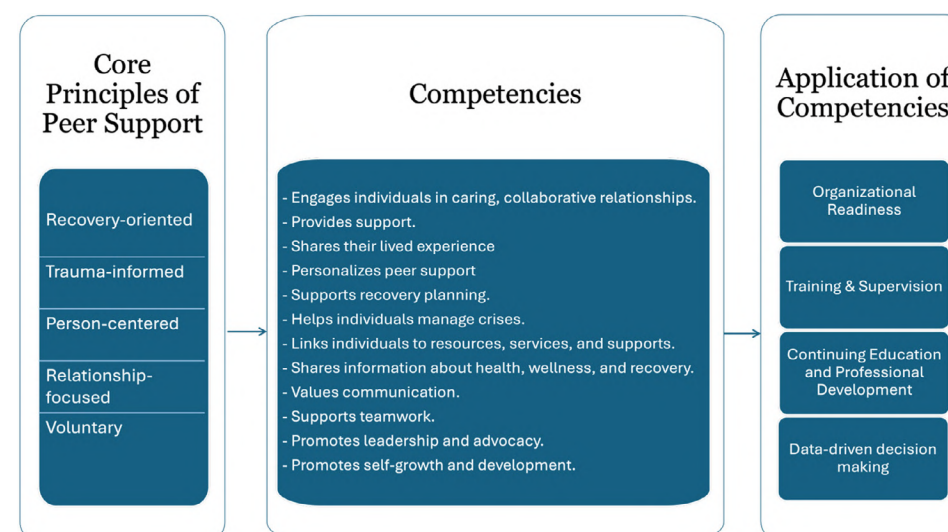 Core
Principles of
Peer Support
Recovery-oriented
Trauma-informed
Person-centered
Relationship-
focused
Voluntary
Competencies
- Engages individuals in caring, collaborative relationships.
- Provides support.
- Shares their lived experience
- Personalizes peer support
- Supports recovery planning.
- Helps individuals manage crises.
- Links individuals to resources, services, and supports.
- Shares information about health, wellness, and recovery.
- Values communication.
- Supports teamwork.
- Promotes leadership and advocacy.
- Promotes self-growth and development.
Application of
Competencies
Organizational
Readiness
Training & Supervision
Continuing Education
and Professional
Development
Data-driven decision
making